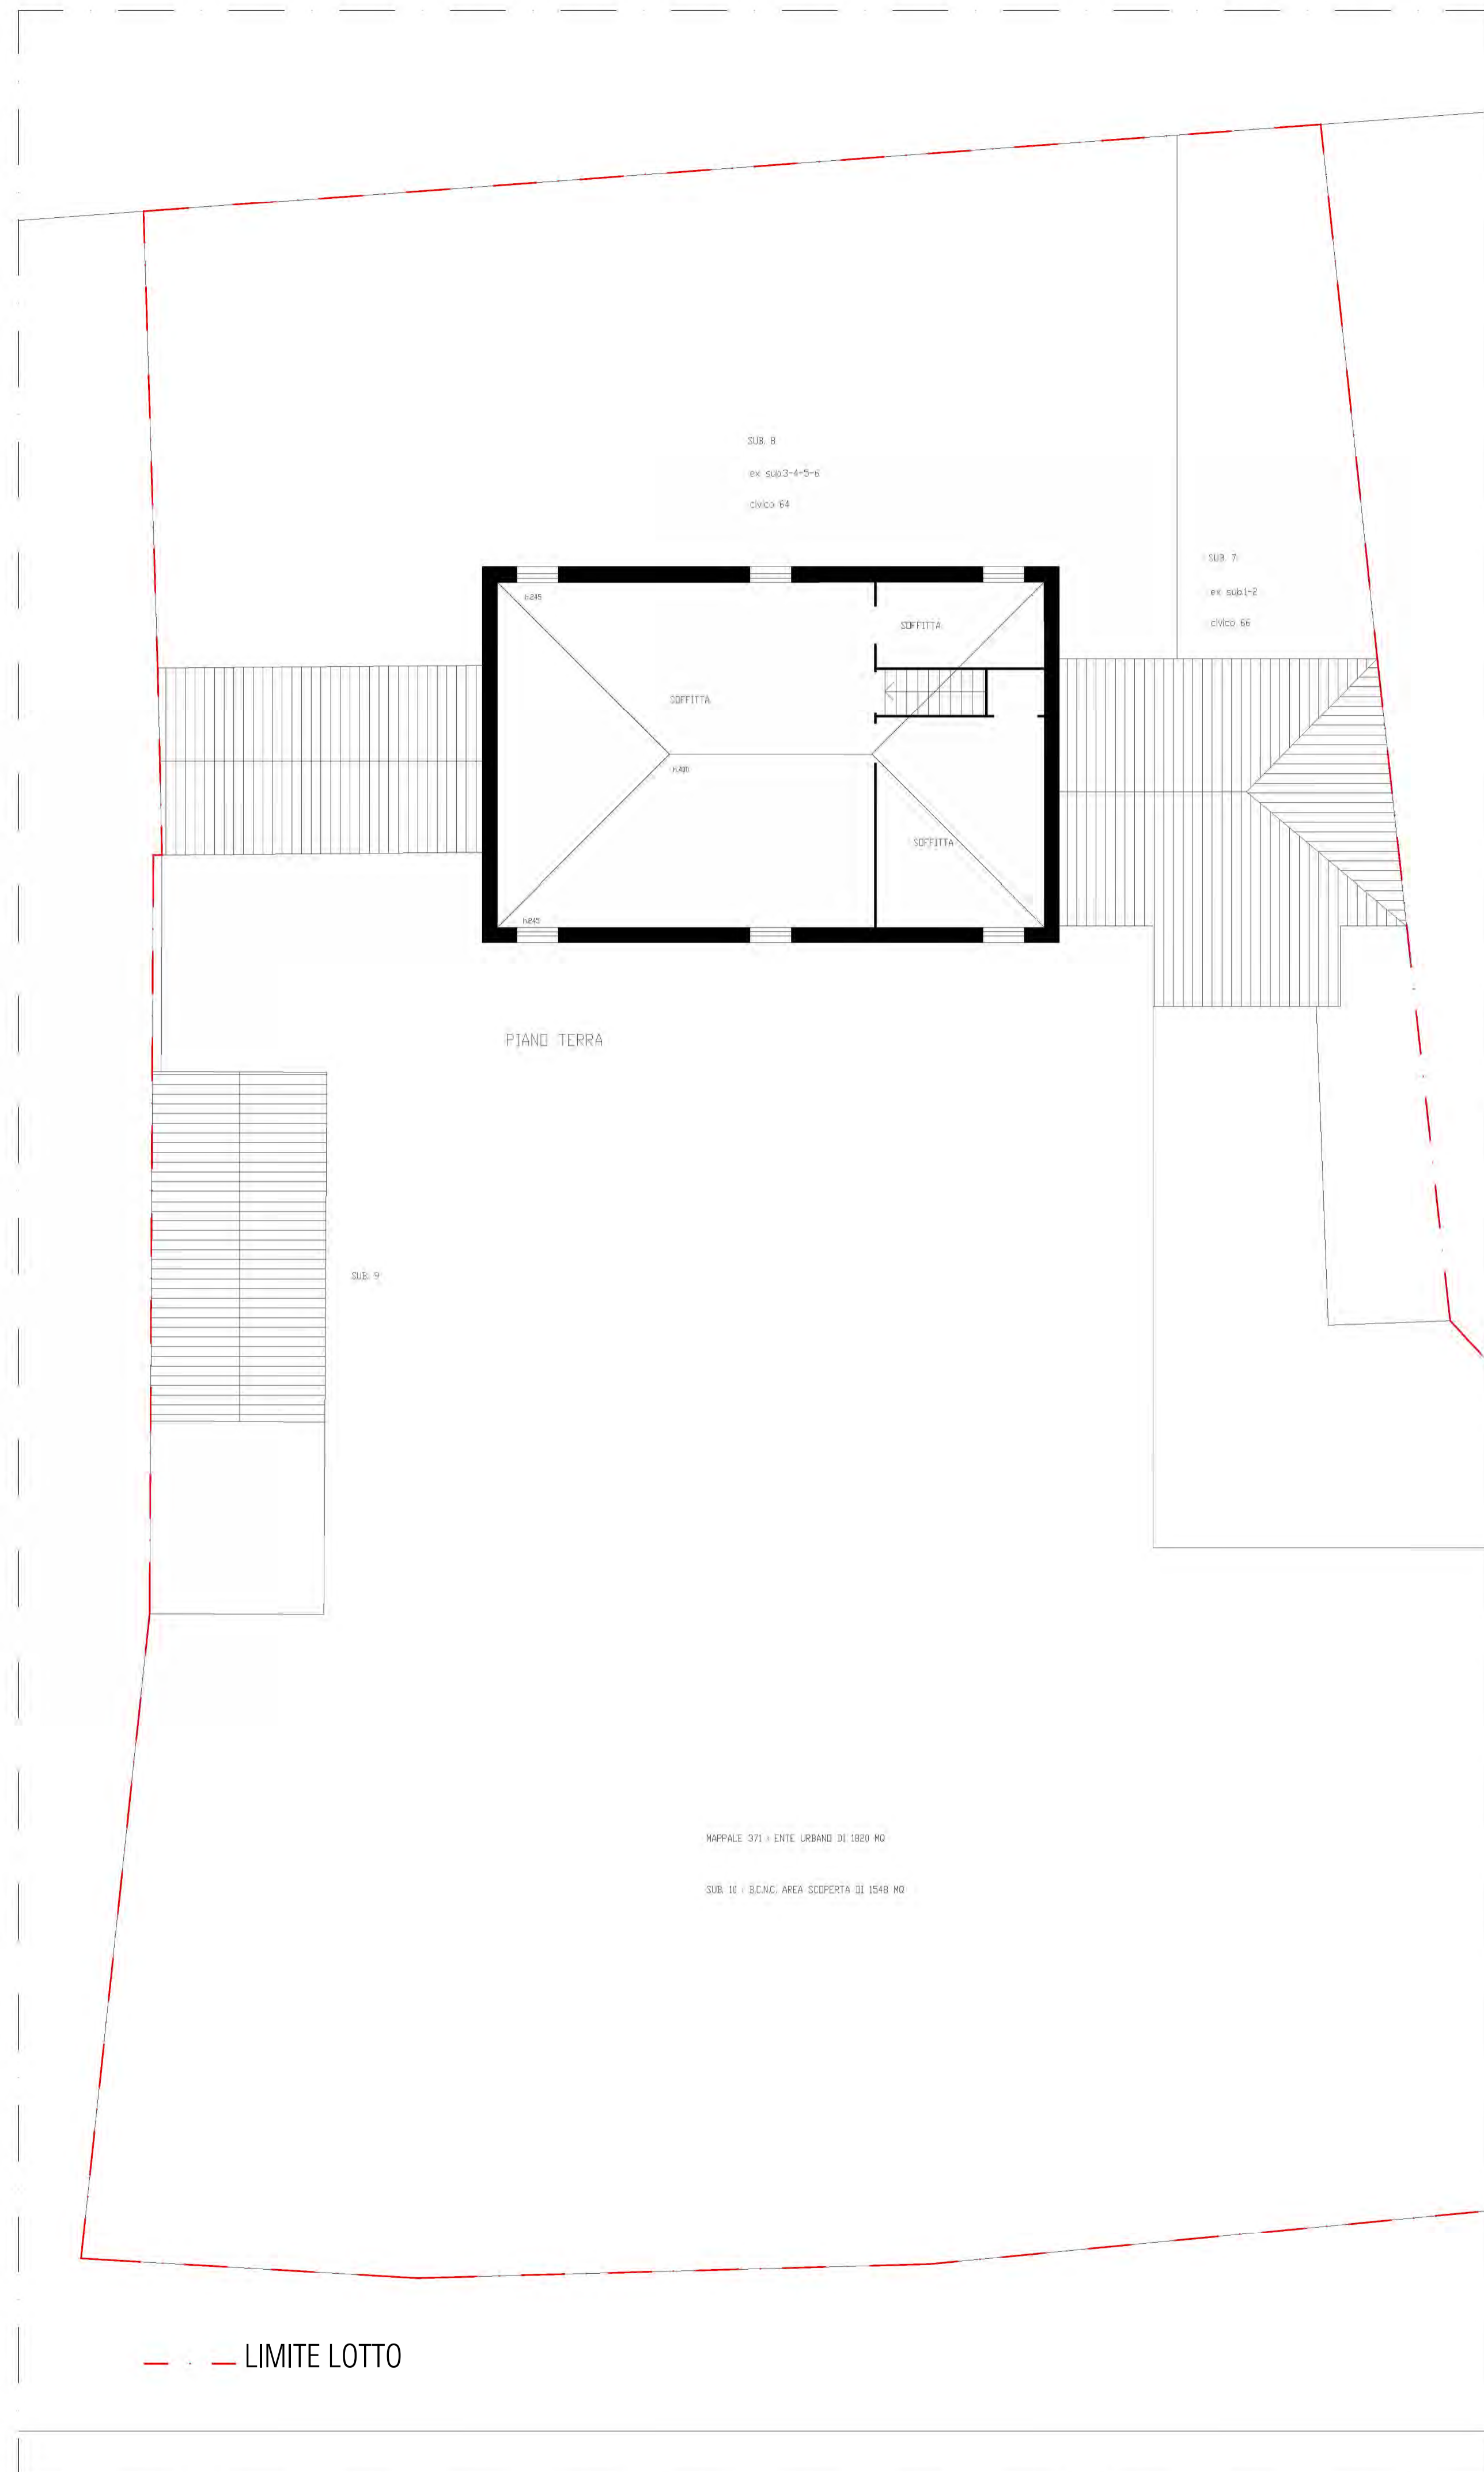 SUB. 8
ex sub.3-4-5-6
civico 64
SUB. 7
ex sub.1-2
civico 66
h.245
SOFFITTA
SOFFITTA
SOFFITTA
h.245
PIANO TERRA
SUB. 9
MAPPALE 371 : ENTE URBANO DI 1820 MQ
SUB. 10 : B.C.N.C. AREA SCOPERTA DI 1548 MQ
LIMITE LOTTO